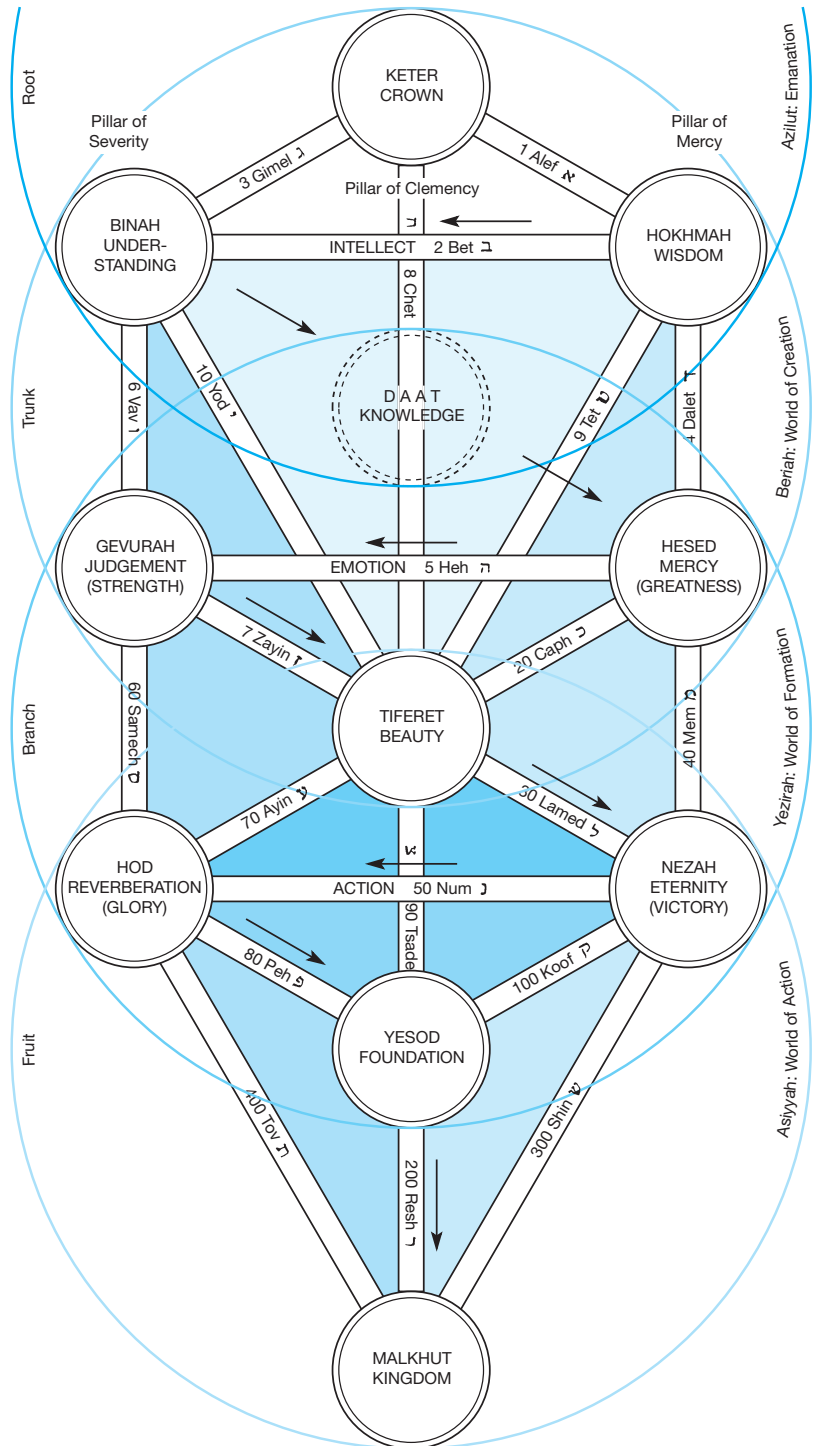 Root
KETER
CROWN
Azilut: Emanation
Pillar of
Severity
Pillar of
Mercy
3 Gimel ג
1 Alef א
Pillar of Clemency
BINAH
UNDER-
STANDING
HOKHMAH
WISDOM
INTELLECT 2 Bet ב
8 Chet ח
Trunk
6 Vav ו
10 Yod י
D A A T
KNOWLEDGE
9 Tet ט
4 Dalet ד
Beriah: World of Creation
GEVURAH
JUDGEMENT
(STRENGTH)
EMOTION 5 Heh ה
HESED
MERCY
(GREATNESS)
7 Zayin ז
20 Caph כ
Branch
60 Samech ס
TIFERET
BEAUTY
40 Mem מ
Yezirah: World of Formation
70 Ayin ע
30 Lamed ל
HOD
REVERBERATION
(GLORY)
ACTION 50 Num נ
NEZAH
ETERNITY
(VICTORY)
90 Tsade צ
80 Peh פ
100 Koof ק
Fruit
YESOD
FOUNDATION
Asiyyah: World of Action
400 Tov ת
200 Resh ר
300 Shin ש
MALKHUT
KINGDOM